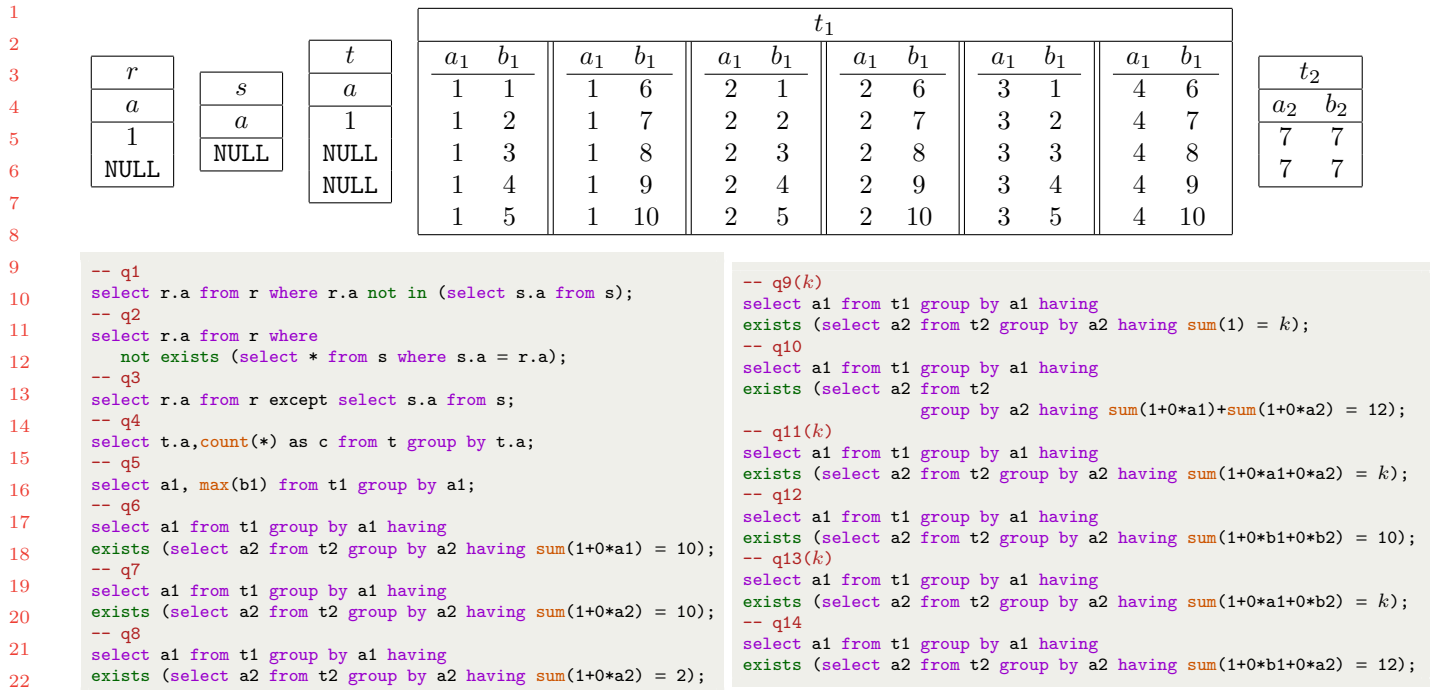 1
2
3
4
5
6
7
8
9
10
11
12
13
14
15
16
17
18
19
20
21
22
r
a
1
NULL
s
a
NULL
t
a
1
NULL
NULL
t1
a1 b1 a1 b1 a1 b1 a1 b1 a1 b1 a1 b1
1 1 1 6 2 1 2 6 3 1 4 6
1 2 1 7 2 2 2 7 3 2 4 7
1 3 1 8 2 3 2 8 3 3 4 8
1 4 1 9 2 4 2 9 3 4 4 9
1 5 1 10 2 5 2 10 3 5 4 10
t2
a2 b2
7 7
7 7
-- q1
select r.a from r where r.a not in (select s.a from s);
-- q2
select r.a from r where
not exists (select * from s where s.a = r.a);
-- q3
select r.a from r except select s.a from s;
-- q4
select t.a,count(*) as c from t group by t.a;
-- q5
select a1, max(b1) from t1 group by a1;
-- q6
select a1 from t1 group by a1 having
exists (select a2 from t2 group by a2 having sum(1+0*a1) = 10);
-- q7
select a1 from t1 group by a1 having
exists (select a2 from t2 group by a2 having sum(1+0*a2) = 10);
-- q8
select a1 from t1 group by a1 having
exists (select a2 from t2 group by a2 having sum(1+0*a2) = 2);
-- q9(k)
select a1 from t1 group by a1 having
exists (select a2 from t2 group by a2 having sum(1) = k);
-- q10
select a1 from t1 group by a1 having
exists (select a2 from t2
group by a2 having sum(1+0*a1)+sum(1+0*a2) = 12);
-- q11(k)
select a1 from t1 group by a1 having
exists (select a2 from t2 group by a2 having sum(1+0*a1+0*a2) = k);
-- q12
select a1 from t1 group by a1 having
exists (select a2 from t2 group by a2 having sum(1+0*b1+0*b2) = 10);
-- q13(k)
select a1 from t1 group by a1 having
exists (select a2 from t2 group by a2 having sum(1+0*a1+0*b2) = k);
-- q14
select a1 from t1 group by a1 having
exists (select a2 from t2 group by a2 having sum(1+0*b1+0*a2) = 12);